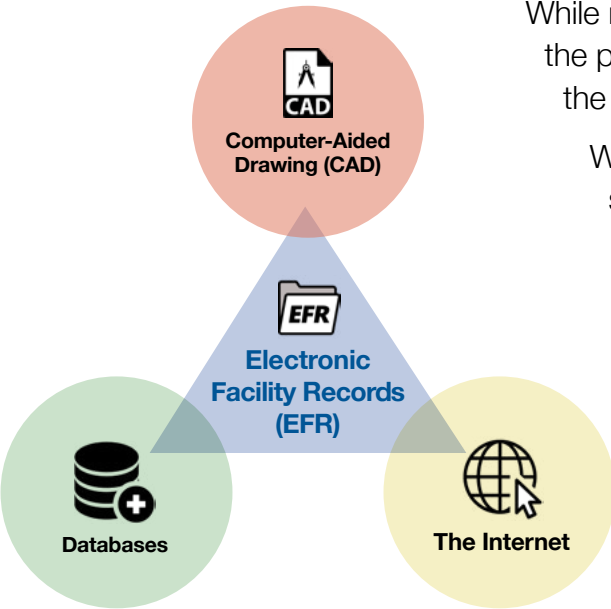 While
the
the
CAD
Computer-Aided
Drawing (CAD)
EFR
Electronic
Facility Records
(EFR)
Databases
The Internet